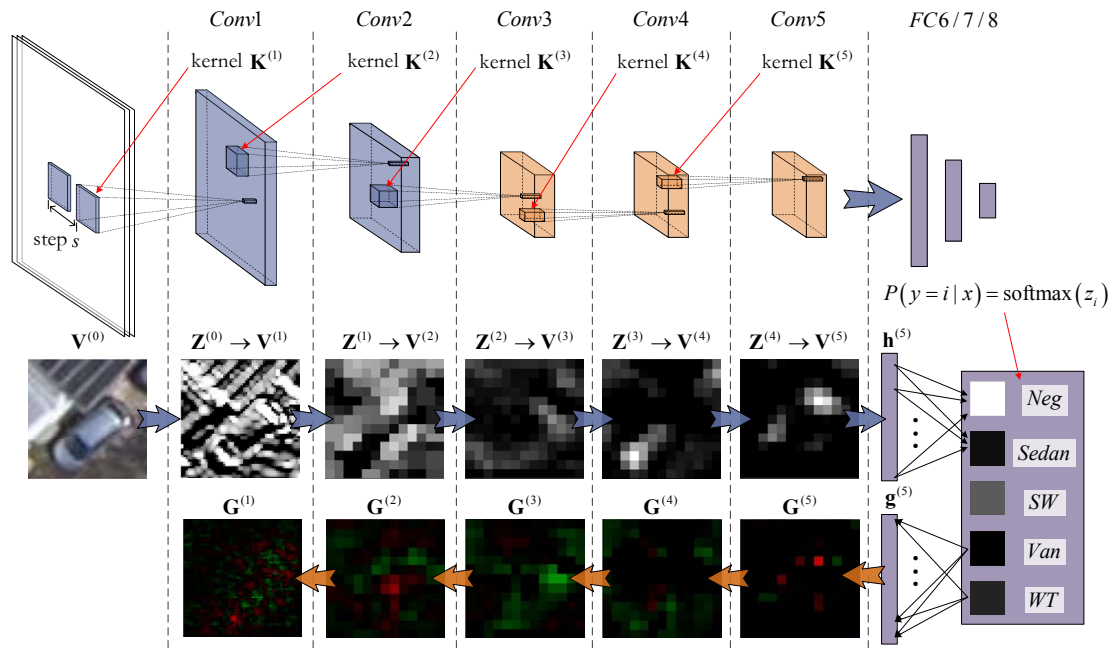 Conv1 Conv2 Conv3 Conv4 Conv5 FC6 / 7 / 8
kernel K^(1) kernel K^(2) kernel K^(3) kernel K^(4) kernel K^(5)
step s
P(y = i | x) = softmax(z_i)
V^(0) Z^(0) → V^(1) Z^(1) → V^(2) Z^(2) → V^(3) Z^(3) → V^(4) Z^(4) → V^(5) h^(5)
Neg
Sedan
G^(1) G^(2) G^(3) G^(4) G^(5) g^(5)
SW
Van
WT